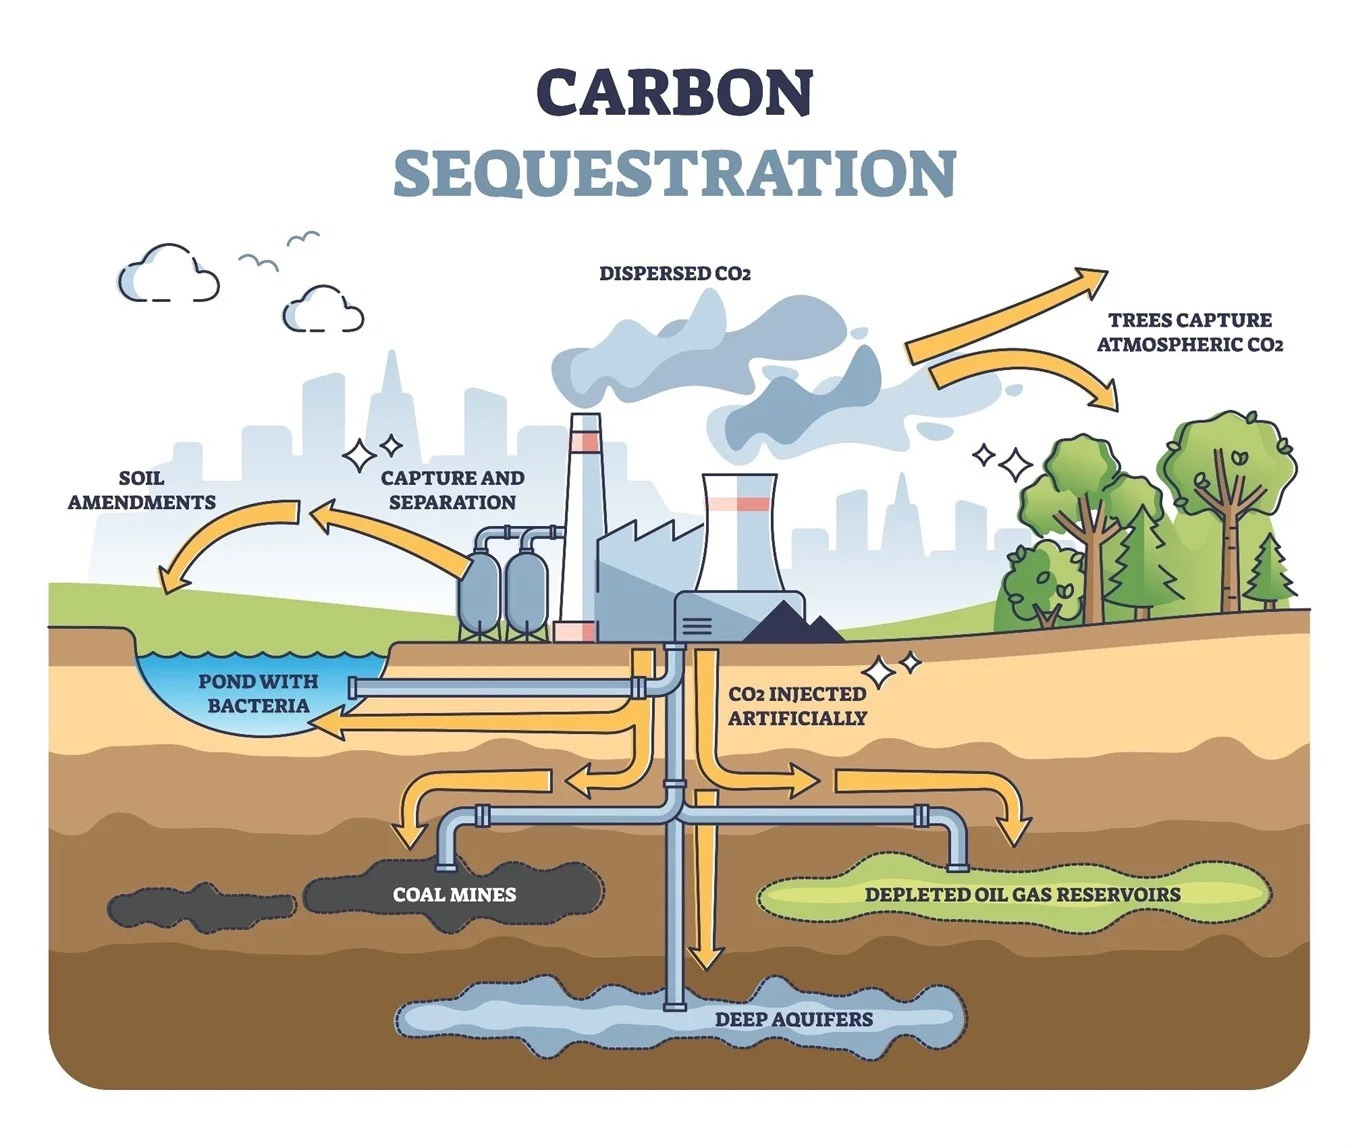 CARBON
SEQUESTRATION
DISPERSED CO2
TREES CAPTURE
ATMOSPHERIC CO2
SOIL
AMENDMENTS
CAPTURE AND
SEPARATION
POND WITH
BACTERIA
CO2 INJECTED
ARTIFICIALLY
COAL MINES
DEPLETED OIL GAS RESERVOIRS
DEEP AQUIFERS